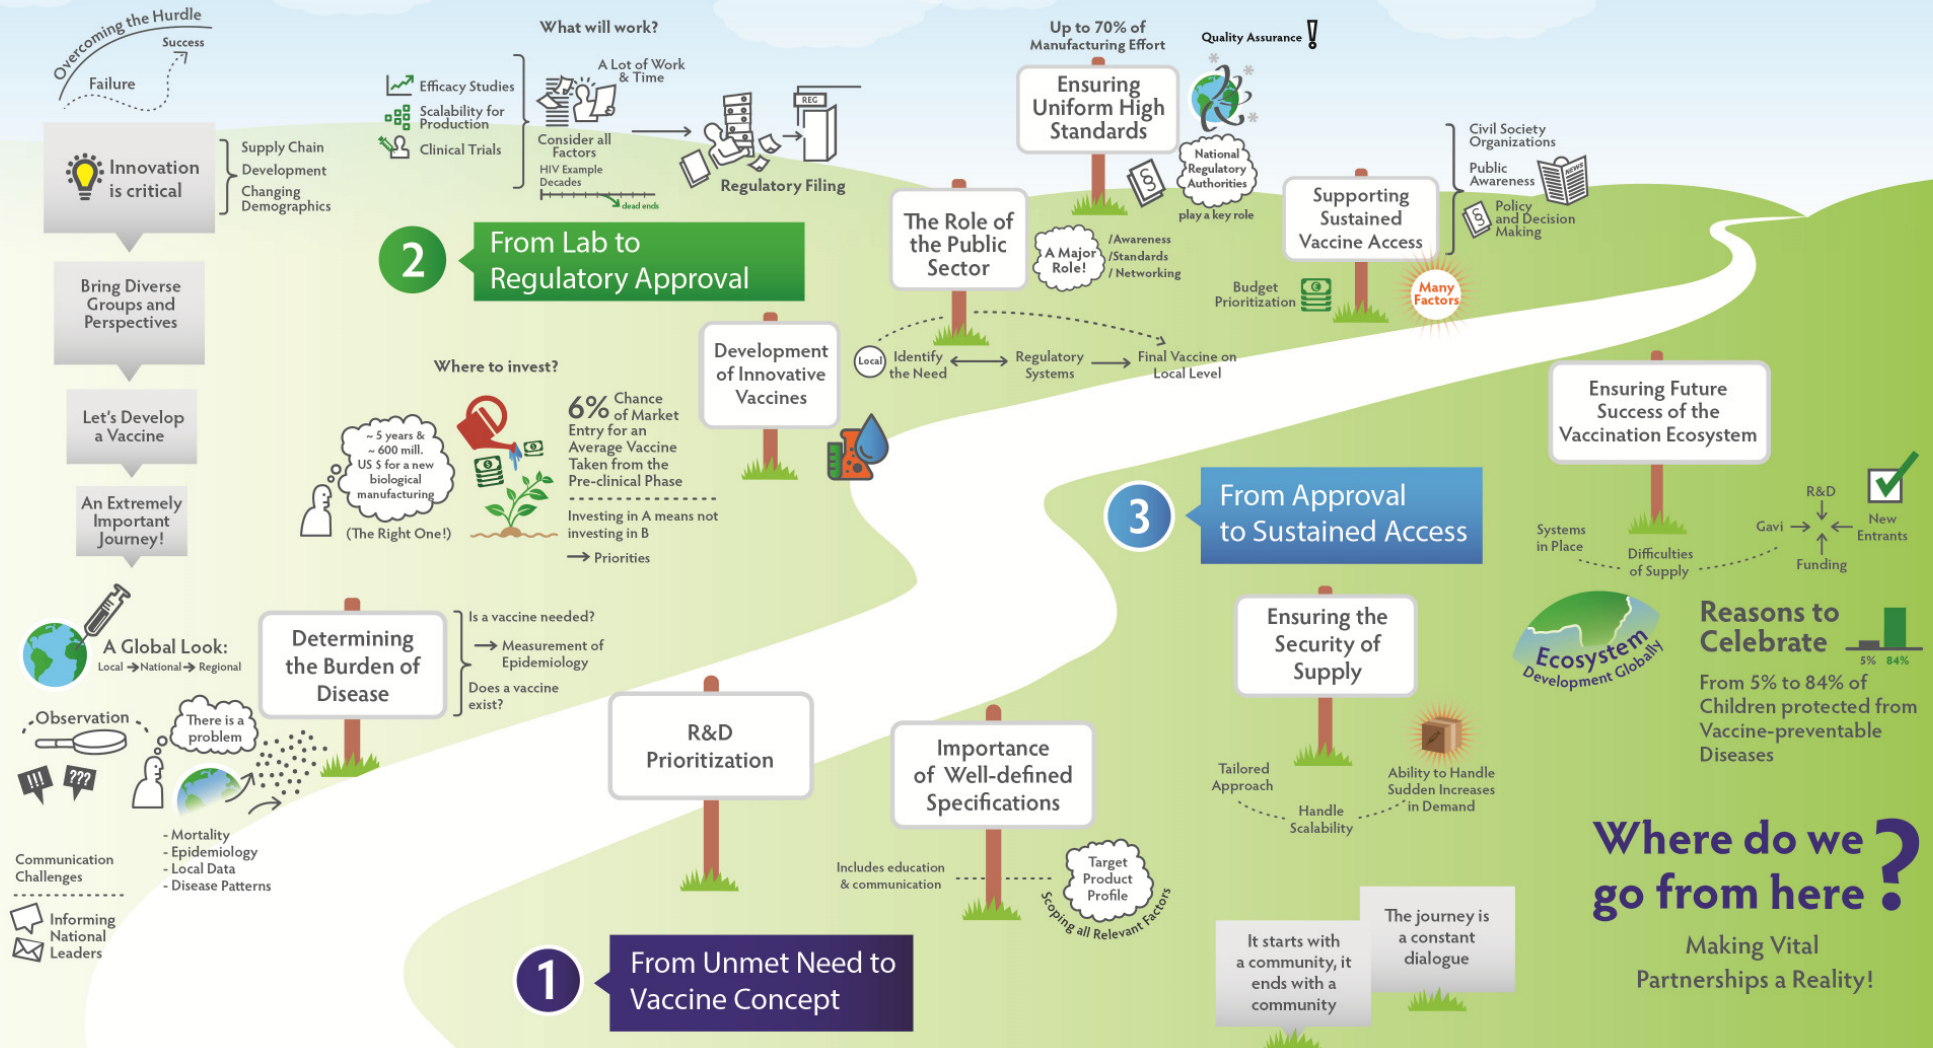 Overcoming the Hurdle
Success
Failure
Innovation
is critical
Supply Chain
Development
Changing
Demographics
Bring Diverse
Groups and
Perspectives
Let's Develop
a Vaccine
An Extremely
Important
Journey!
A Global Look:
Local → National → Regional
Observation
!!!
???
There is a
problem
- Mortality
- Epidemiology
- Local Data
- Disease Patterns
Communication
Challenges
Informing
National
Leaders
Determining
the Burden of
Disease
Is a vaccine needed?
→ Measurement of
Epidemiology
Does a vaccine
exist?
R&D
Prioritization
Importance
of Well-defined
Specifications
Includes education
& communication
Target
Product
Profile
Scoping all Relevant Factors
1
From Unmet Need to
Vaccine Concept
What will work?
Efficacy Studies
Scalability for
Production
Clinical Trials
A Lot of Work
& Time
Consider all
Factors
HIV Example
Decades
dead ends
REG
Regulatory Filing
2
From Lab to
Regulatory Approval
Where to invest?
~ 5 years &
~ 600 mill.
US $ for a new
biological
manufacturing
(The Right One!)
$
6% Chance
of Market
Entry for an
Average Vaccine
Taken from the
Pre-clinical Phase
Investing in A means not
investing in B
→ Priorities
Development
of Innovative
Vaccines
The Role of
the Public
Sector
A Major
Role!
/Awareness
/Standards
/ Networking
Local
Identify
the Need
Regulatory
Systems
Final Vaccine on
Local Level
Up to 70% of
Manufacturing Effort
Ensuring
Uniform High
Standards
Quality Assurance !
§
National
Regulatory
Authorities
play a key role
Supporting
Sustained
Vaccine Access
Civil Society
Organizations
Public
Awareness
NEWS
§
Policy
and Decision
Making
Budget
Prioritization
€
Many
Factors
3
From Approval
to Sustained Access
Ensuring Future
Success of the
Vaccination Ecosystem
Systems
in Place
Difficulties
of Supply
R&D
Gavi
New
Entrants
Funding
Ensuring the
Security of
Supply
Tailored
Approach
Handle
Scalability
Ability to Handle
Sudden Increases
in Demand
Ecosystem
Development Globally
Reasons to
Celebrate
5% 84%
From 5% to 84% of
Children protected from
Vaccine-preventable
Diseases
It starts with
a community, it
ends with a
community
The journey is
a constant
dialogue
Where do we
go from here ?
Making Vital
Partnerships a Reality!